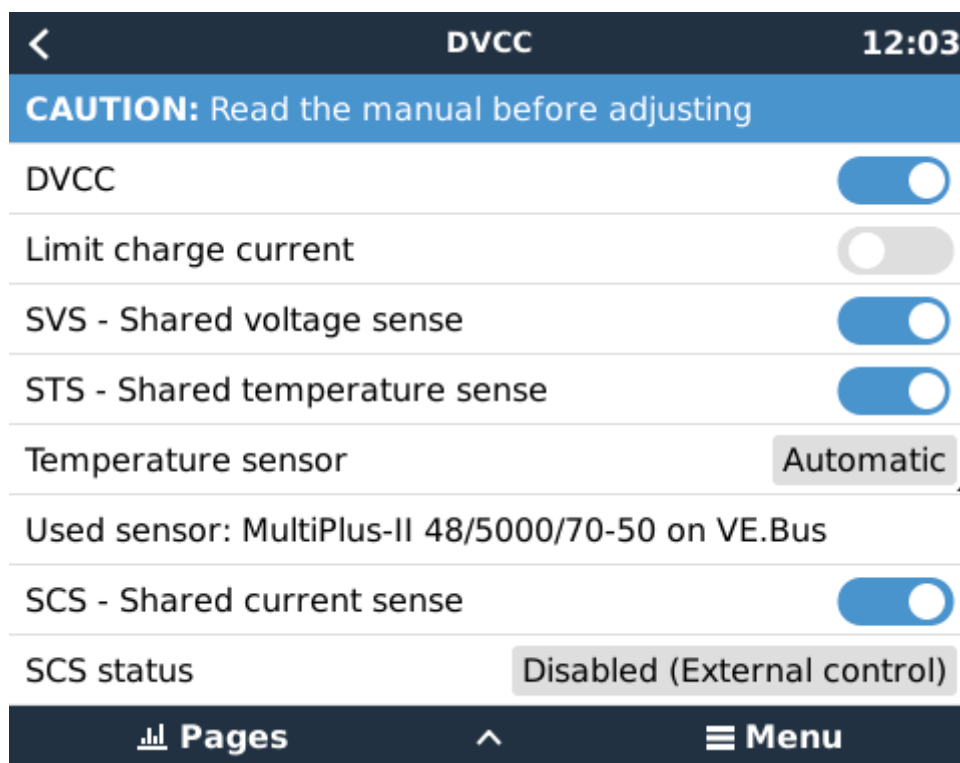 DVCC 12:03
CAUTION: Read the manual before adjusting
DVCC
Limit charge current
SVS - Shared voltage sense
STS - Shared temperature sense
Temperature sensor Automatic
Used sensor: MultiPlus-II 48/5000/70-50 on VE.Bus
SCS - Shared current sense
SCS status Disabled (External control)
Pages Menu